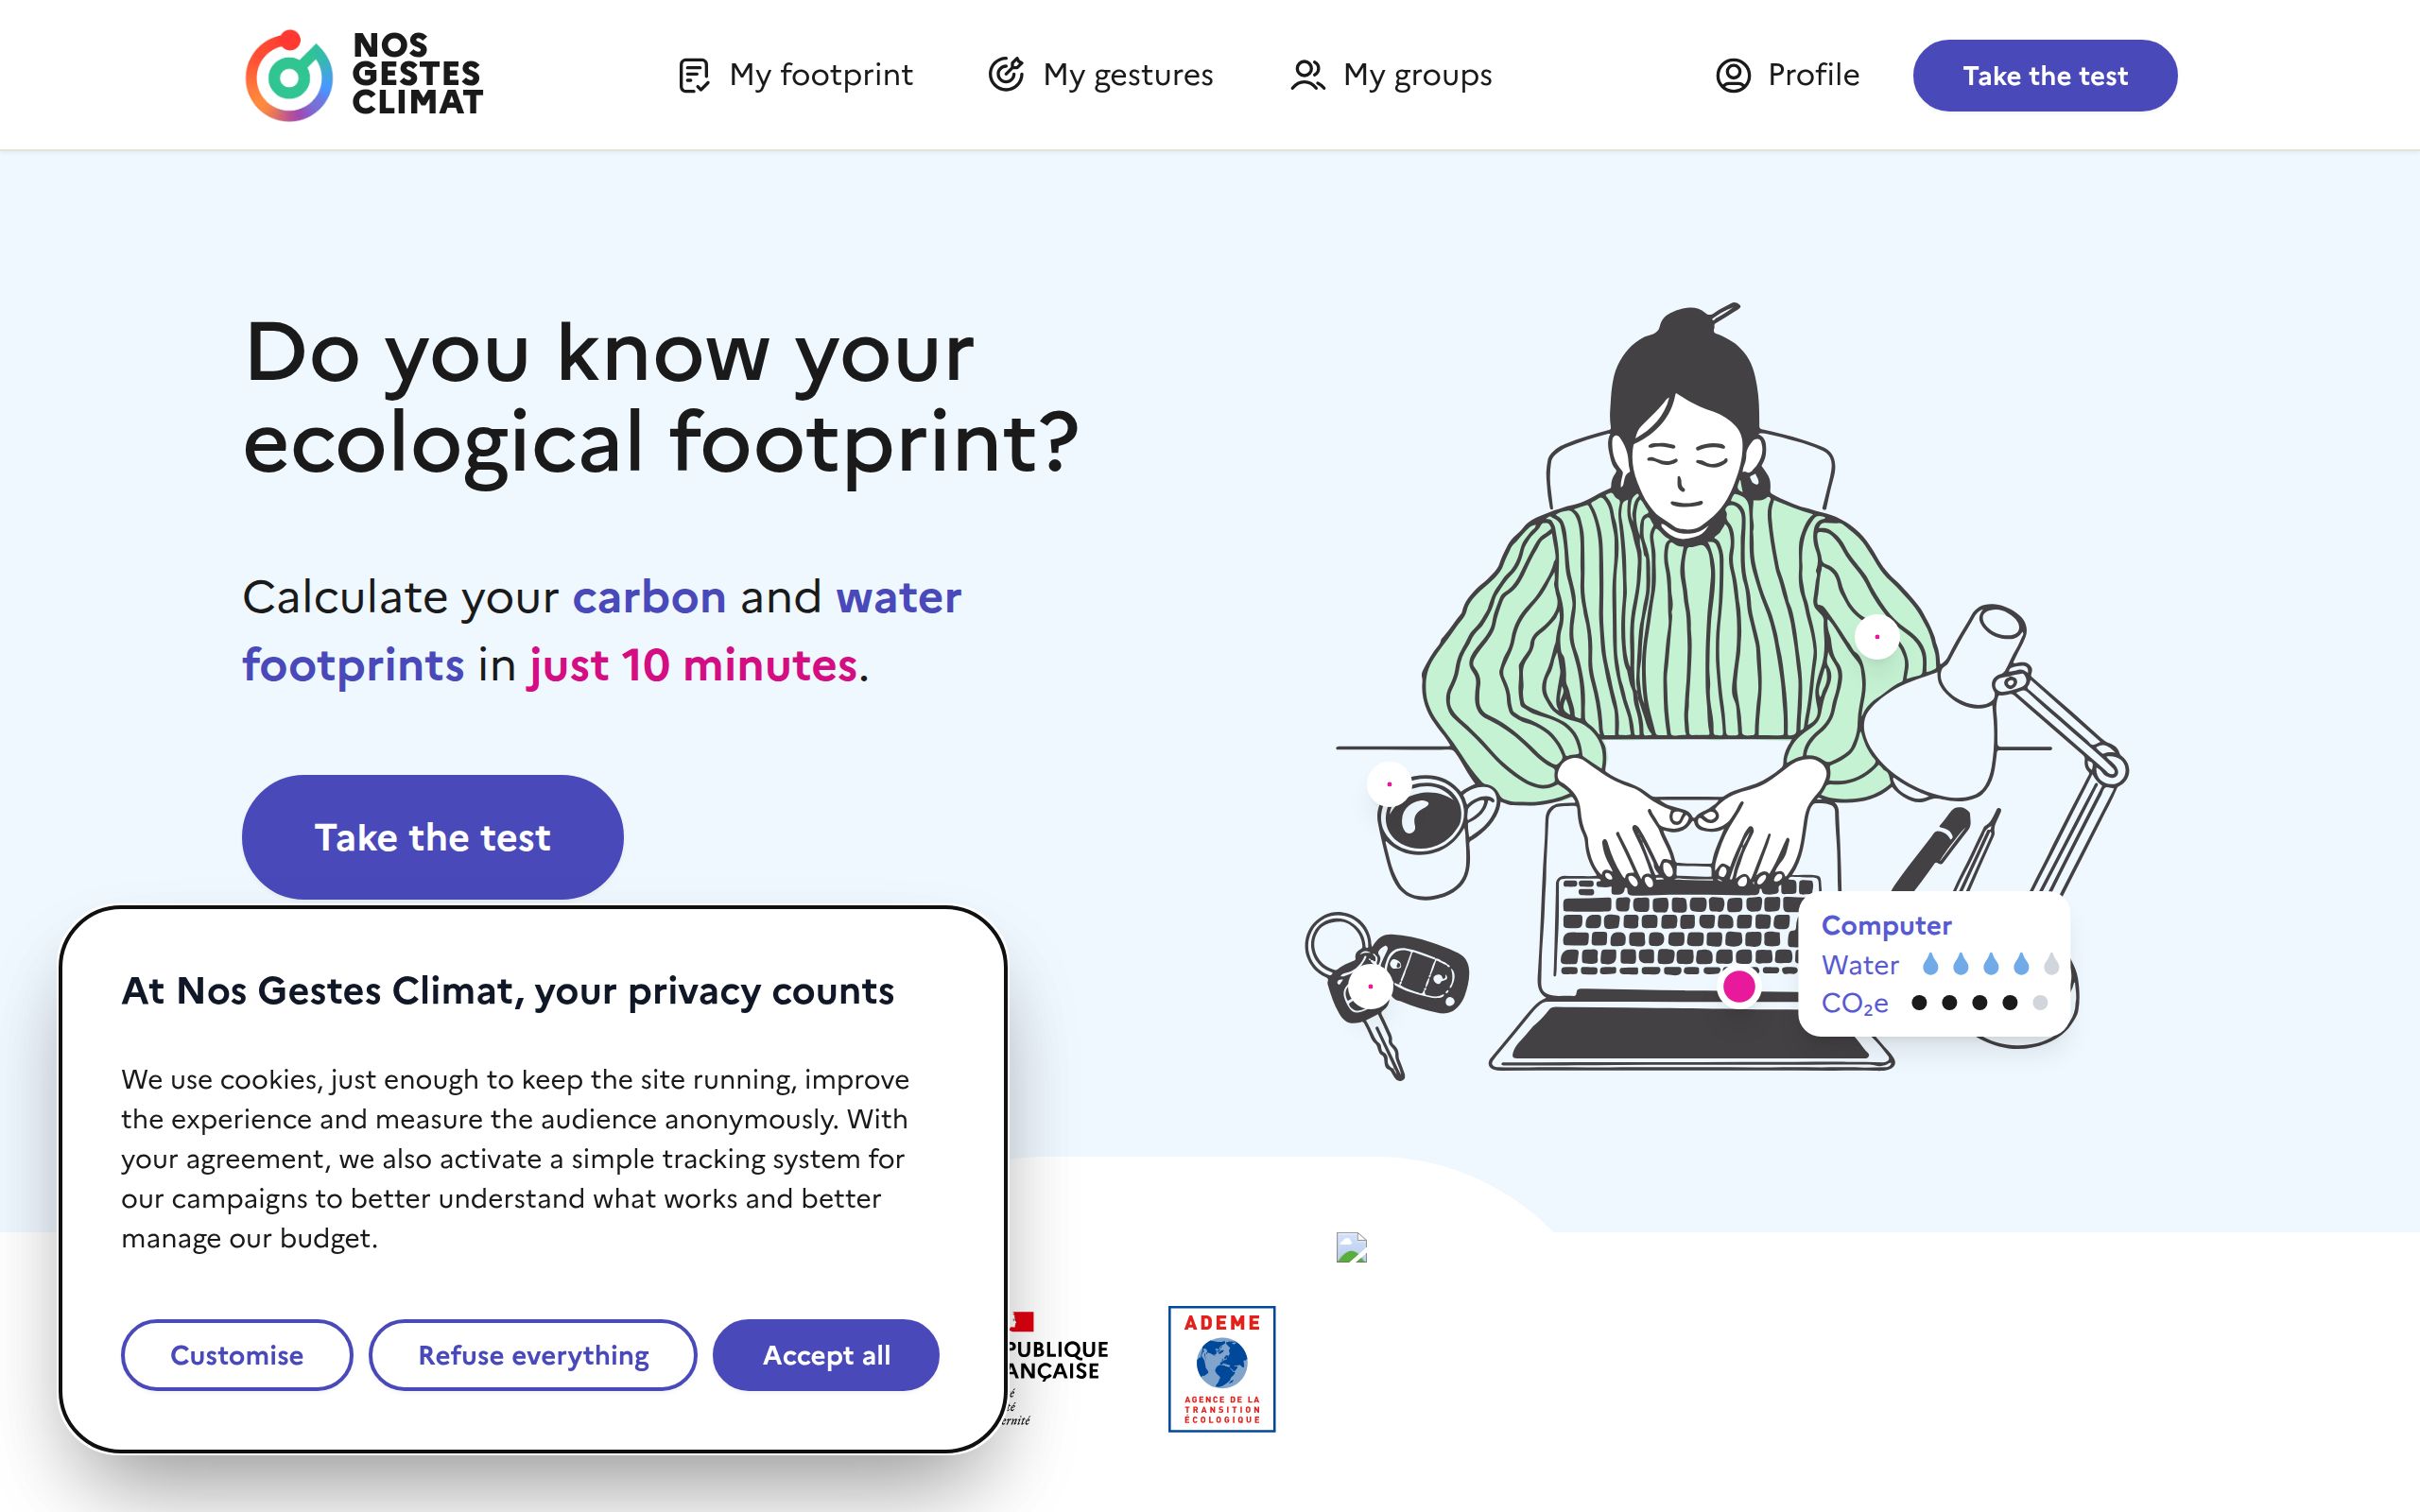 NOS
GESTES
CLIMAT
My footprint
My gestures
My groups
Profile
Take the test
Do you know your
ecological footprint?
Calculate your carbon and water
footprints in just 10 minutes.
Take the test
Computer
Water
CO₂e
At Nos Gestes Climat, your privacy counts
We use cookies, just enough to keep the site running, improve
the experience and measure the audience anonymously. With
your agreement, we also activate a simple tracking system for
our campaigns to better understand what works and better
manage our budget.
Customise
Refuse everything
Accept all
ADEME
AGENCE DE LA
TRANSITION
ÉCOLOGIQUE